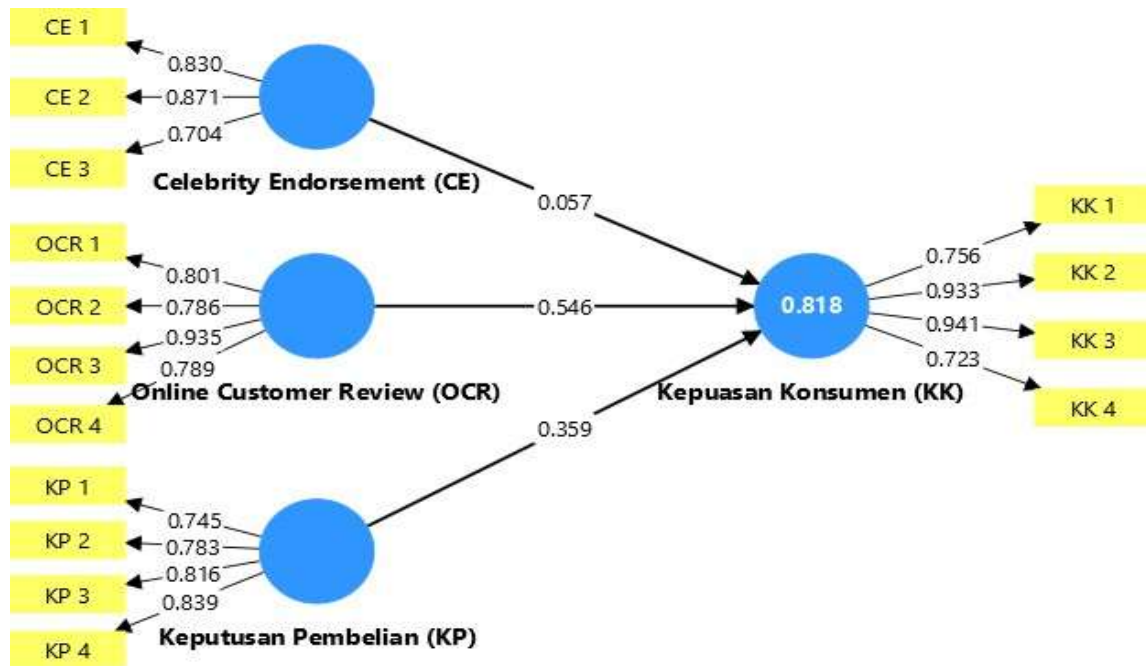 CE 1
0.830
CE 2
0.871
0.704
CE 3
Celebrity Endorsement (CE)
0.057
OCR 1
0.801
OCR 2
0.786
0.935
OCR 3
0.789
OCR 4
Online Customer Review (OCR)
0.546
KP 1
0.745
KP 2
0.783
0.816
KP 3
0.839
KP 4
Keputusan Pembelian (KP)
0.359
0.818
Kepuasan Konsumen (KK)
KK 1
0.756
KK 2
0.933
0.941
KK 3
0.723
KK 4